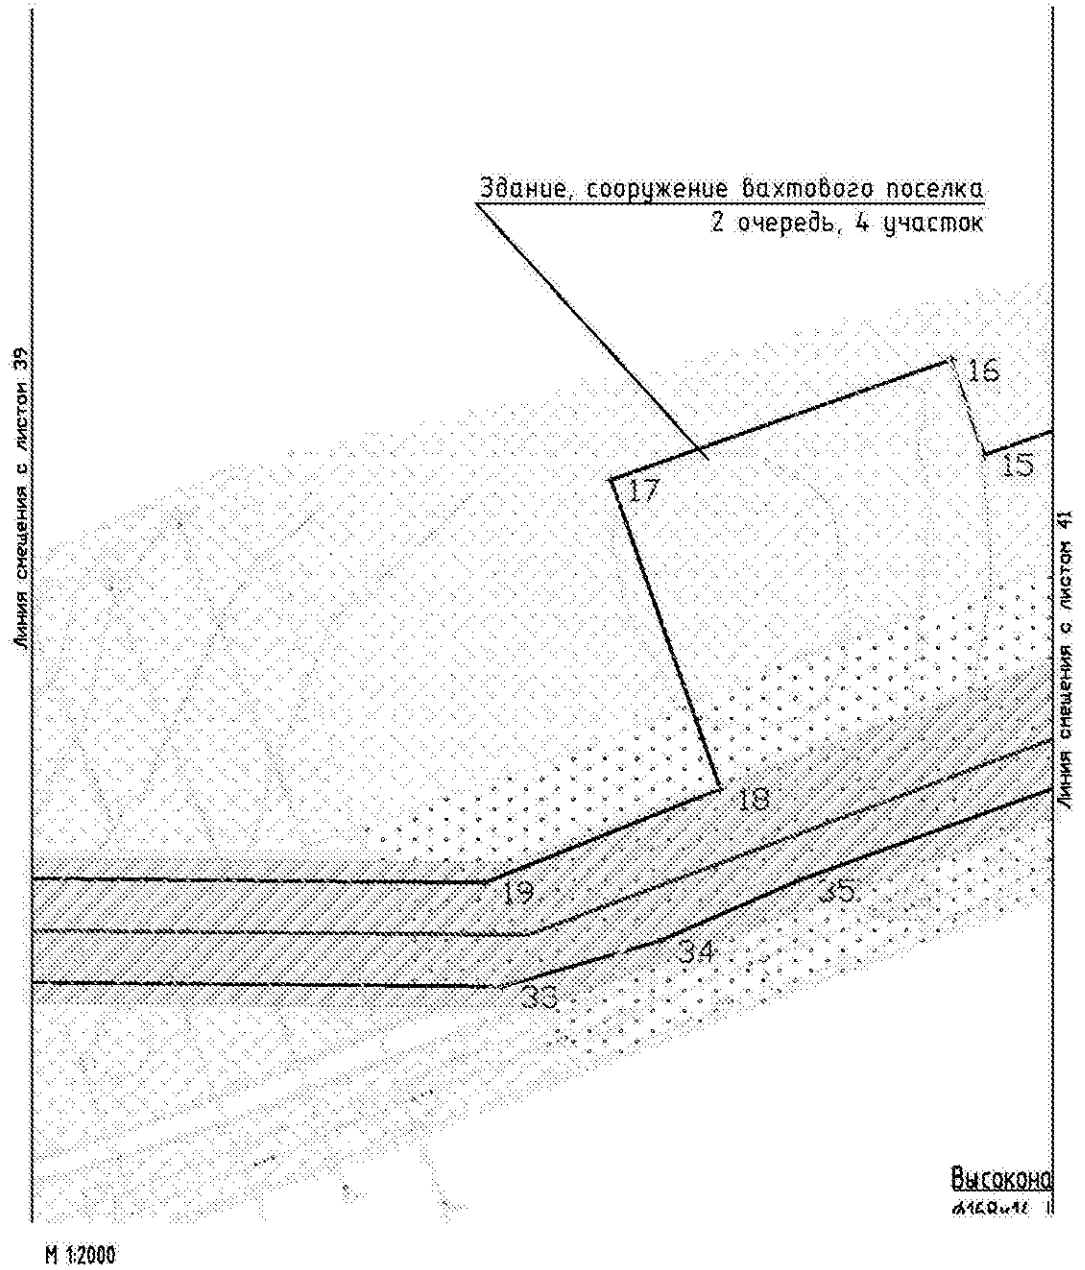 Здание, сооружение вахтового поселка
2 очередь, 4 участок
Линия смещения с листом 39
16
15
17
Линия смещения с листом 41
18
19
35
34
33
Высокона
М 1:2000